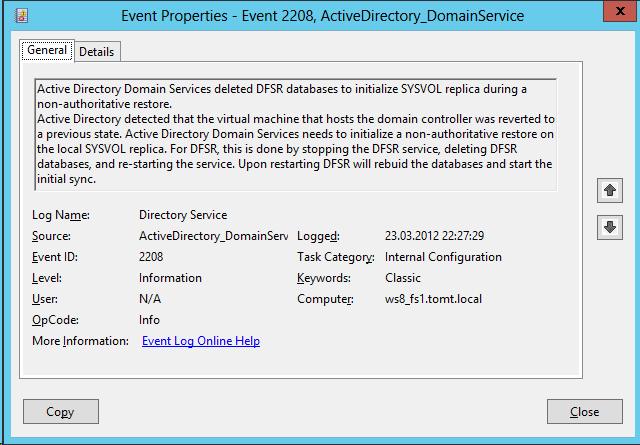 Event Properties - Event 2208, ActiveDirectory_DomainService
x
General Details
Active Directory Domain Services deleted DFSR databases to initialize SYSVOL replica during a
non-authoritative restore.
Active Directory detected that the virtual machine that hosts the domain controller was reverted to
a previous state. Active Directory Domain Services needs to initialize a non-authoritative restore on
the local SYSVOL replica. For DFSR, this is done by stopping the DFSR service, deleting DFSR
databases, and re-starting the service. Upon restarting DFSR will rebuid the databases and start the
initial sync.
Log Name: Directory Service
Source: ActiveDirectory_DomainServ Logged: 23.03.2012 22:27:29
Event ID: 2208 Task Category: Internal Configuration
Level: Information Keywords: Classic
User: N/A Computer: ws8_fs1.tomt.local
OpCode: Info
More Information: Event Log Online Help
Copy Close